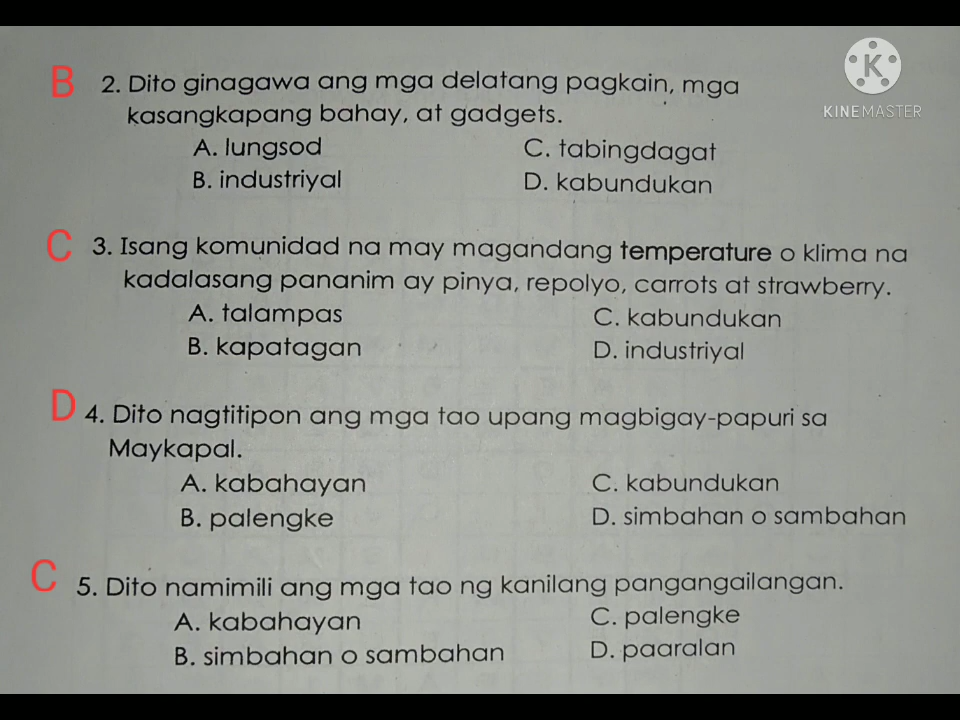 K
KINEMASTER
B 2. Dito ginagawa ang mga delatang pagkain, mga
kasangkapang bahay, at gadgets.
A. lungsod C. tabingdagat
B. industriyal D. kabundukan
C 3. Isang komunidad na may magandang temperature o klima na
kadalasang pananim ay pinya, repolyo, carrots at strawberry.
A. talampas C. kabundukan
B. kapatagan D. industriyal
D 4. Dito nagtitipon ang mga tao upang magbigay-papuri sa
Maykapal.
A. kabahayan C. kabundukan
B. palengke D. simbahan o sambahan
C 5. Dito namimili ang mga tao ng kanilang pangangailangan.
A. kabahayan C. palengke
B. simbahan o sambahan D. paaralan